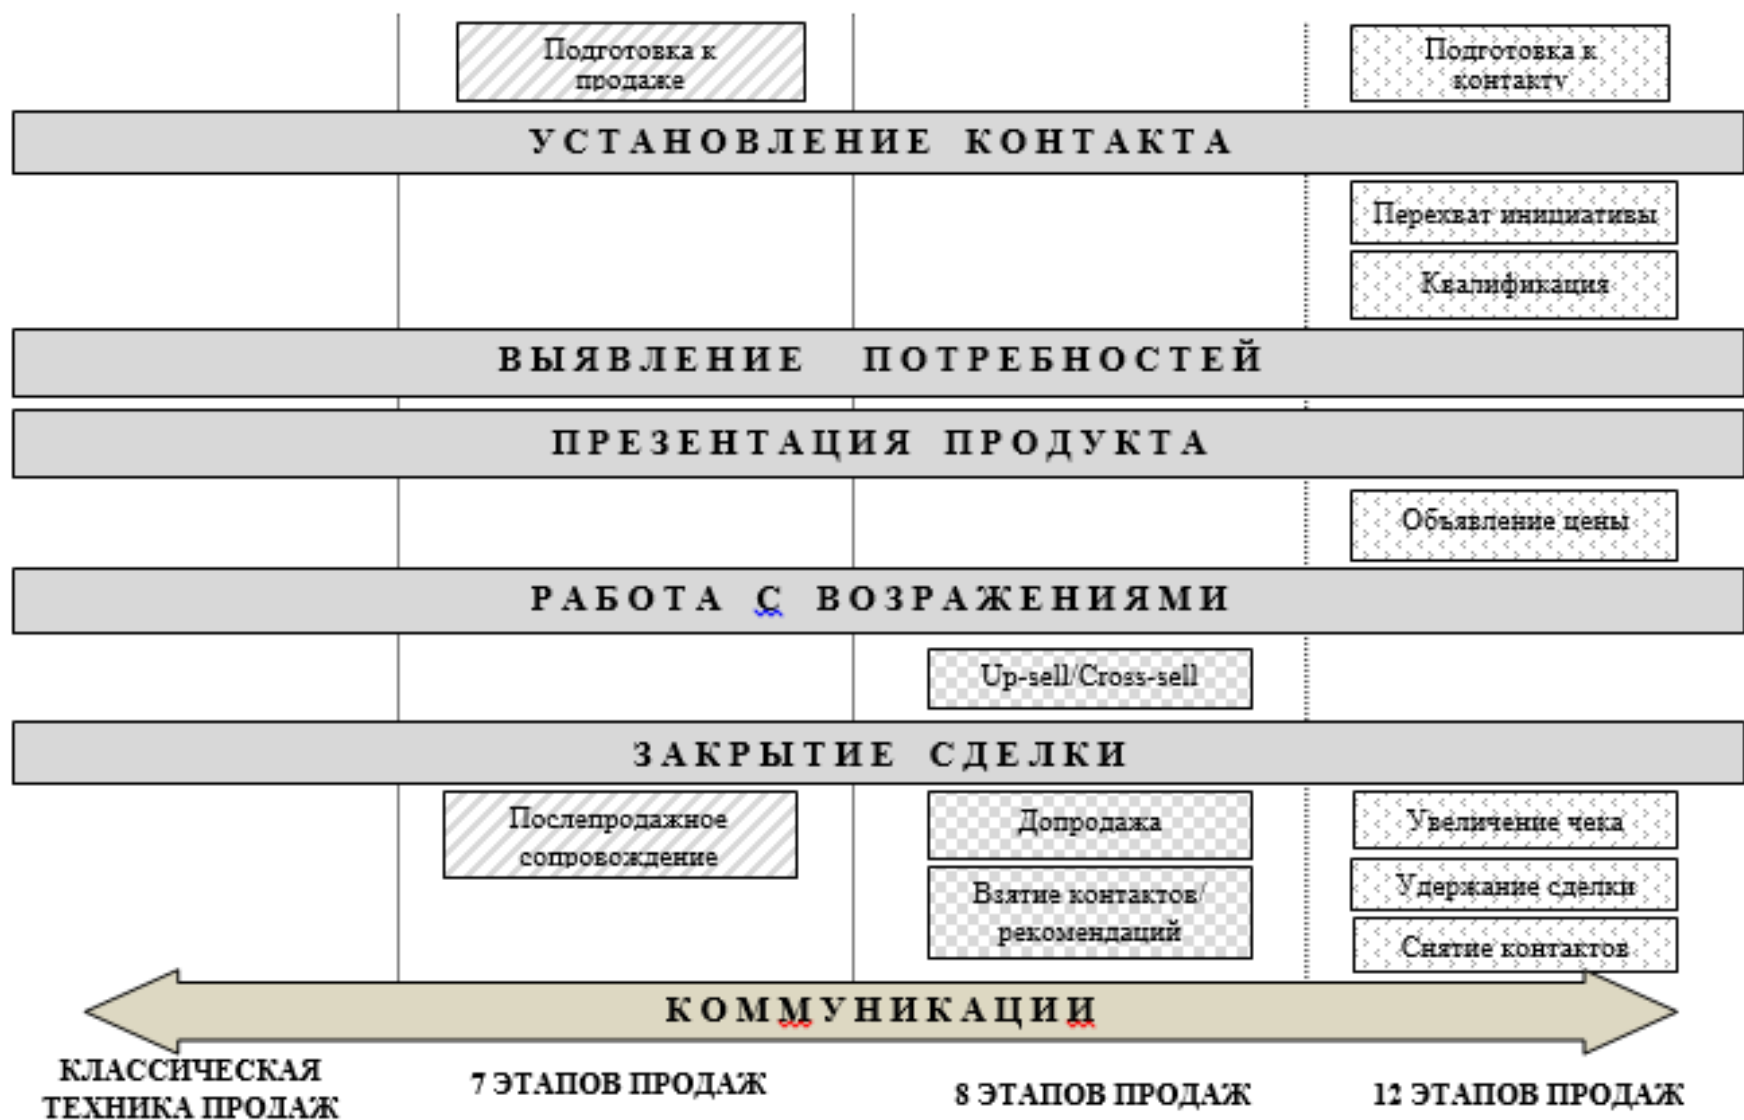 Подготовка к
продаже
Подготовка к
контакту
УСТАНОВЛЕНИЕ КОНТАКТА
Перехват инициативы
Квалификация
ВЫЯВЛЕНИЕ ПОТРЕБНОСТЕЙ
ПРЕЗЕНТАЦИЯ ПРОДУКТА
Объявление цены
РАБОТА С ВОЗРАЖЕНИЯМИ
Up-sell/Cross-sell
ЗАКРЫТИЕ СДЕЛКИ
Послепродажное
сопровождение
Допродажа
Взятие контактов/
рекомендаций
Увеличение чека
Удержание сделки
Снятие контактов
КОММУНИКАЦИИ
КЛАССИЧЕСКАЯ
ТЕХНИКА ПРОДАЖ
7 ЭТАПОВ ПРОДАЖ
8 ЭТАПОВ ПРОДАЖ
12 ЭТАПОВ ПРОДАЖ